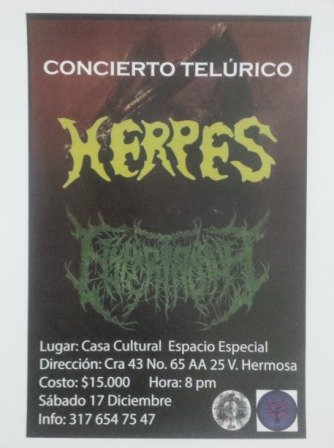 CONCIERTO TELÚRICO
HERPES
Lugar: Casa Cultural Espacio Especial
Dirección: Cra 43 No. 65 AA 25 V. Hermosa
Costo: $15.000 Hora: 8 pm
Sábado 17 Diciembre
Info: 317 654 75 47